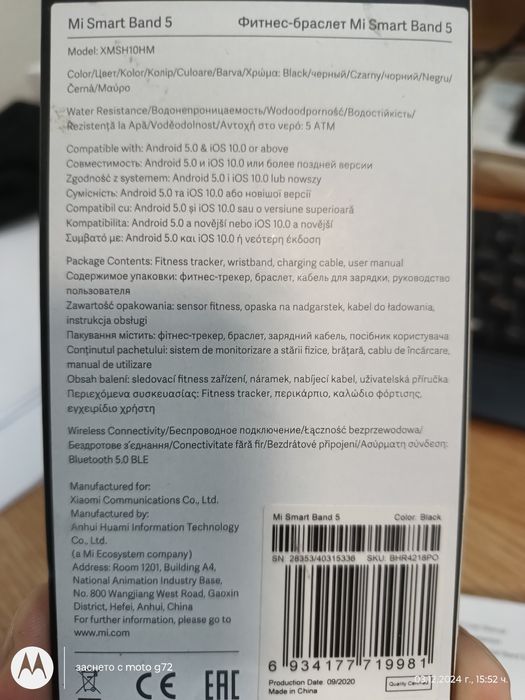 Mi Smart Band 5
Фитнес-браслет Mi Smart Band 5
Model: XMSH10HM
Color/Цвет/Kolor/Колір/Culoare/Barva/Χρώμα: Black/черный/Czarny/чорний/Negru/
Černá/Μαύρο
Water Resistance/Водонепроницаемость/Wodoodporność/Водостійкість/
Rezistență la Apă/Voděodolnost/Αντοχή στο νερό: 5 ATM
Compatible with: Android 5.0 & iOS 10.0 or above
Совместимость: Android 5.0 и iOS 10.0 или более поздней версии
Zgodność z systemem: Android 5.0 i iOS 10.0 lub nowszy
Сумісність: Android 5.0 та iOS 10.0 або новішої версії
Compatibil cu: Android 5.0 și iOS 10.0 sau o versiune superioară
Kompatibilita: Android 5.0 a novější nebo iOS 10.0 a novější
Συμβατό με: Android 5.0 και iOS 10.0 ή νεότερη έκδοση
Package Contents: Fitness tracker, wristband, charging cable, user manual
Содержимое упаковки: фитнес-трекер, браслет, кабель для зарядки, руководство
пользователя
Zawartość opakowania: sensor fitness, opaska na nadgarstek, kabel do ładowania,
instrukcja obsługi
Пакування містить: фітнес-трекер, браслет, зарядний кабель, посібник користувача
Conținutul pachetului: sistem de monitorizare a stării fizice, brățară, cablu de încărcare,
manual de utilizare
Obsah balení: sledovací fitness zařízení, náramek, nabíjecí kabel, uživatelská příručka
Περιεχόμενα συσκευασίας: Fitness tracker, περικάρπιο, καλώδιο φόρτισης,
εγχειρίδιο χρήστη
Wireless Connectivity/Беспроводное подключение/Łączność bezprzewodowa/
Бездротове з'єднання/Conectivitate fără fir/Bezdrátové připojení/Ασύρματη σύνδεση:
Bluetooth 5.0 BLE
Manufactured for:
Xiaomi Communications Co., Ltd.
Manufactured by:
Anhui Huami Information Technology
Co., Ltd.
(a Mi Ecosystem company)
Address: Room 1201, Building A4,
National Animation Industry Base,
No. 800 Wangjiang West Road, Gaoxin
District, Hefei, Anhui, China
For further information, please go to
www.mi.com
CE EAC
Mi Smart Band 5 Color: Black
SN: 28353/40315336 SKU: BHR4218PO
6 934177 719981
Production Date: 09/2020
Made in China
заснето с moto g72
03.12.2024 г., 15:52 ч.